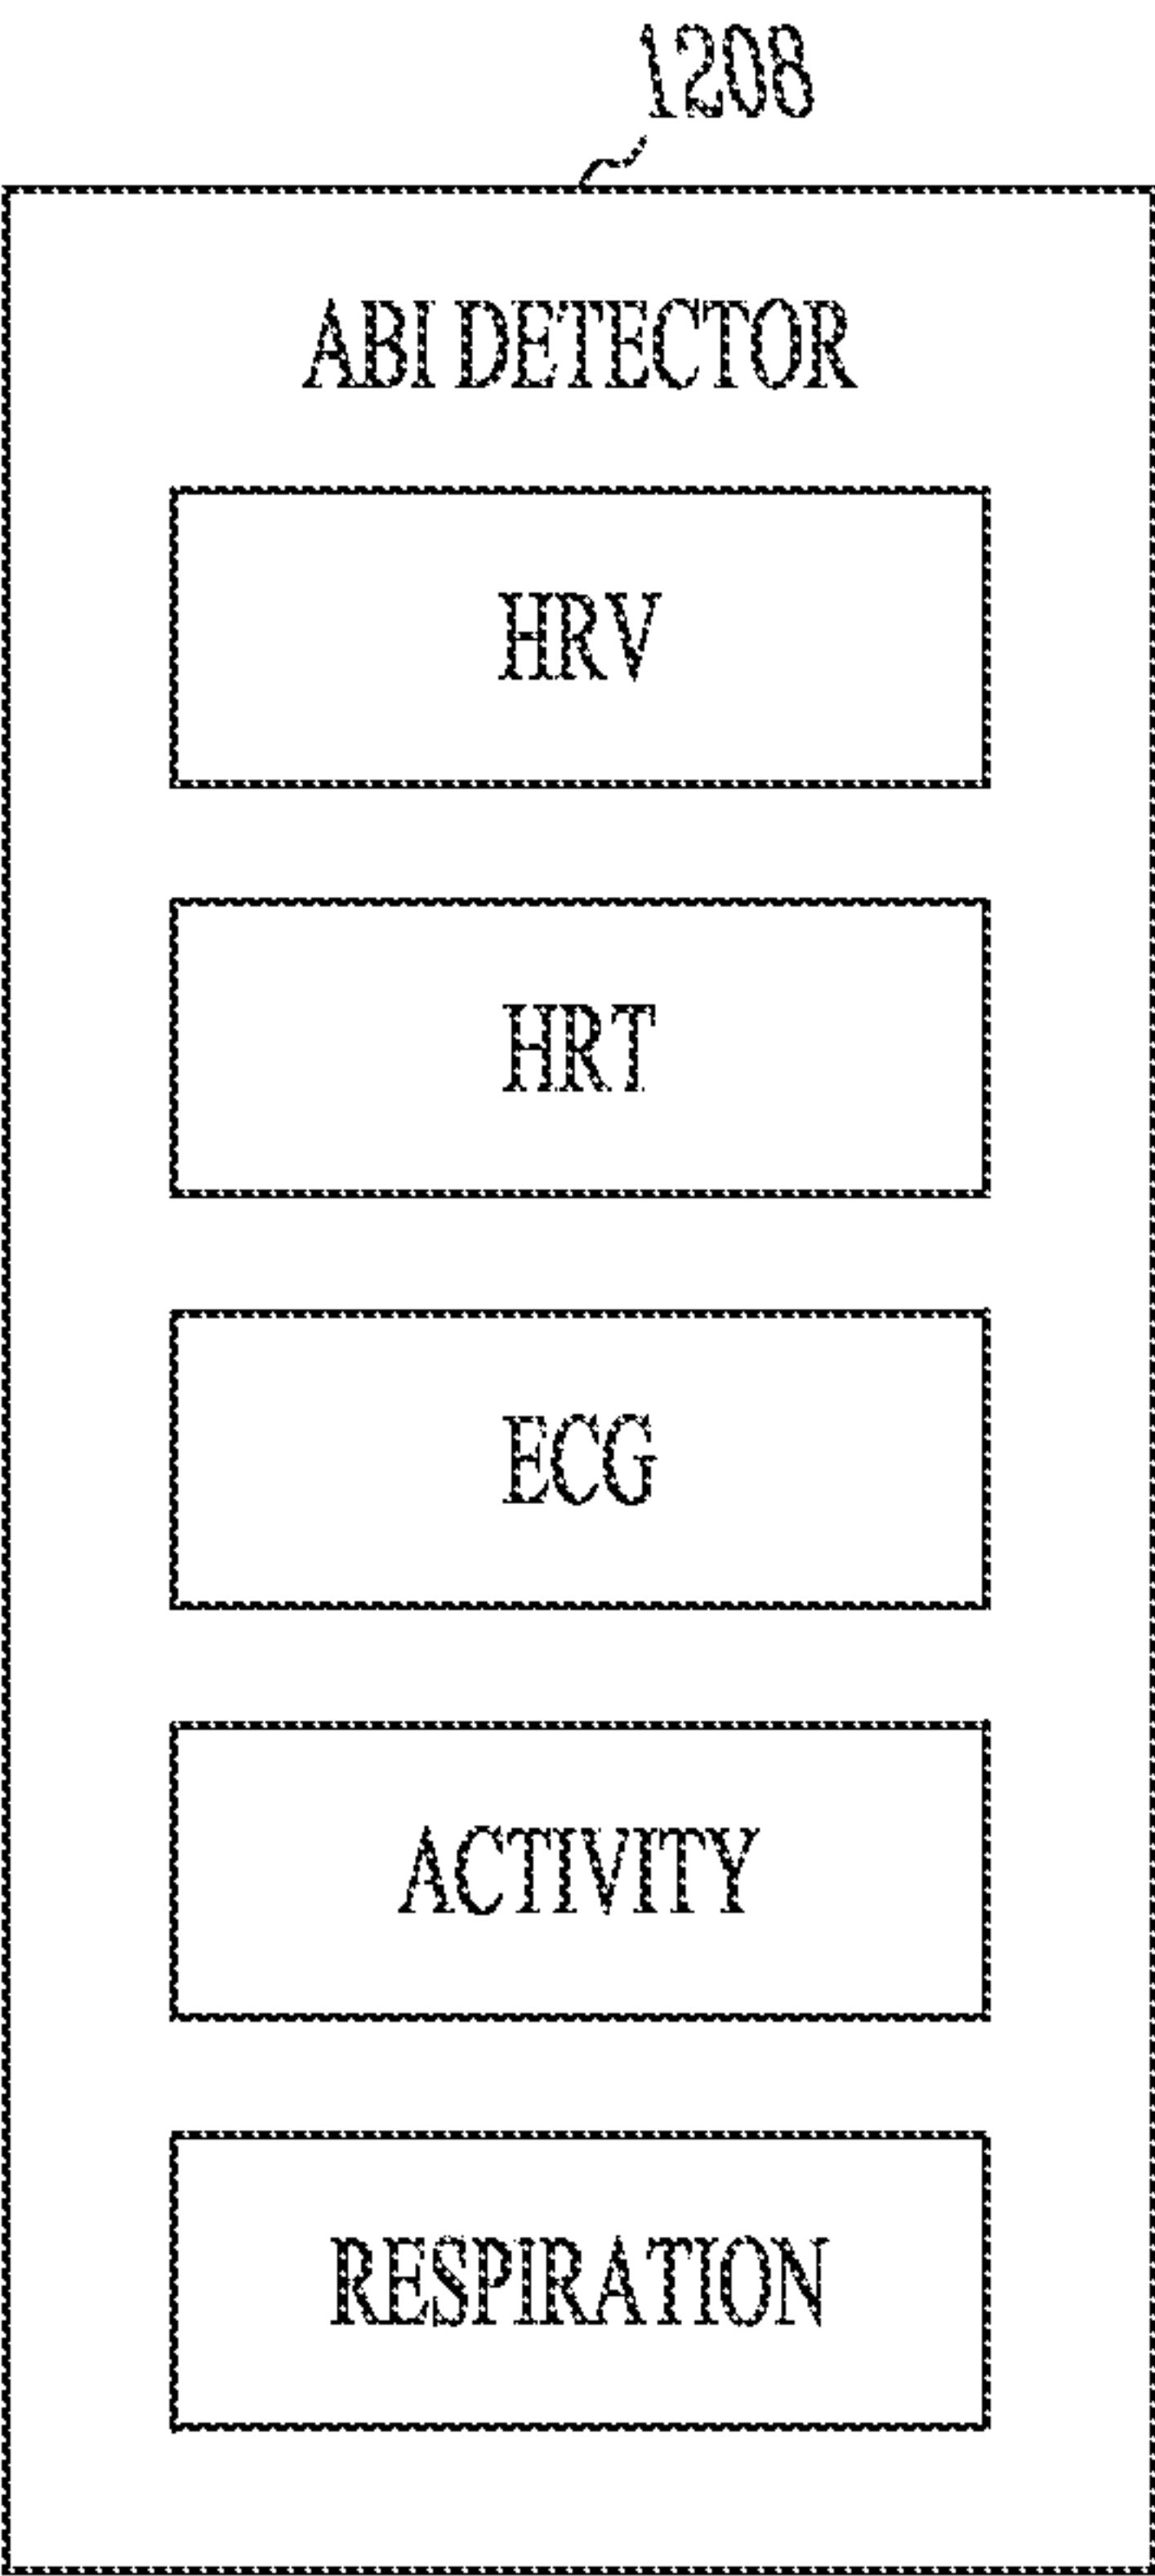 1208
ABI DETECTOR
HRV
HRT
ECG
ACTIVITY
RESPIRATION